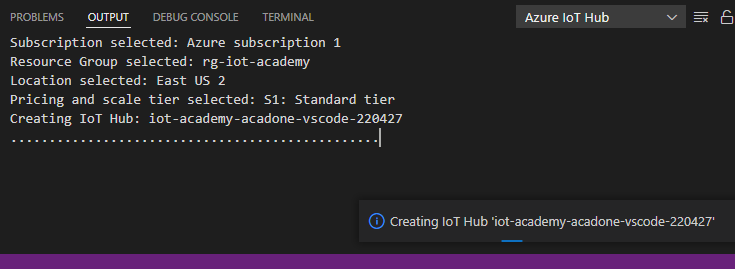 PROBLEMS OUTPUT DEBUG CONSOLE TERMINAL Azure IoT Hub
Subscription selected: Azure subscription 1
Resource Group selected: rg-iot-academy
Location selected: East US 2
Pricing and scale tier selected: S1: Standard tier
Creating IoT Hub: iot-academy-acadone-vscode-220427
................................................
Creating IoT Hub 'iot-academy-acadone-vscode-220427'